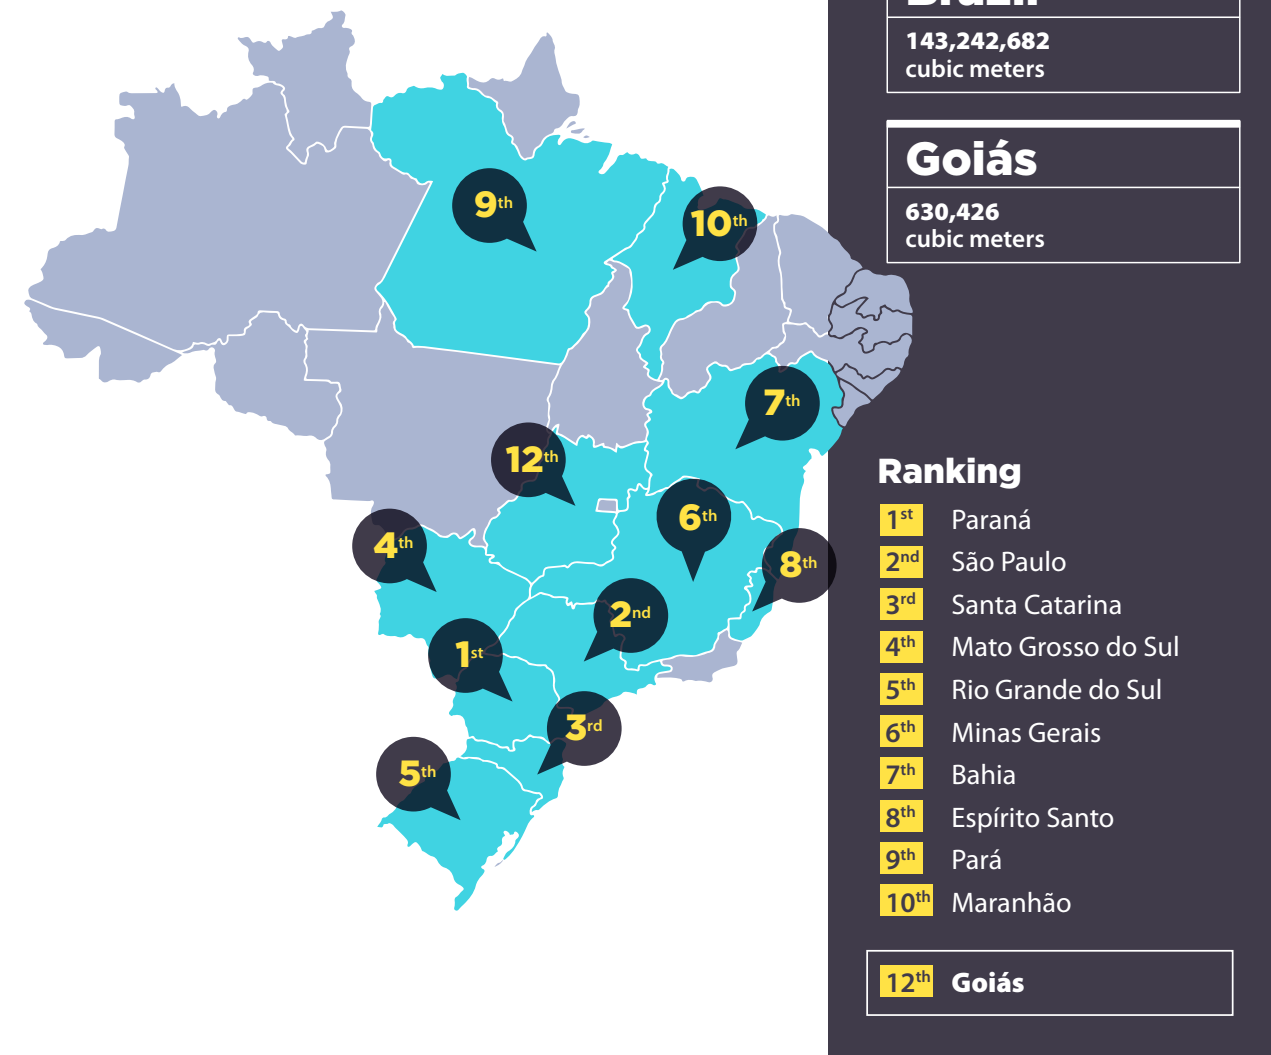 Brazil
143,242,682
cubic meters
Goiás
630,426
cubic meters
9th
10th
7th
12th
6th
4th
8th
2nd
1st
3rd
5th
Ranking
1st Paraná
2nd São Paulo
3rd Santa Catarina
4th Mato Grosso do Sul
5th Rio Grande do Sul
6th Minas Gerais
7th Bahia
8th Espírito Santo
9th Pará
10th Maranhão
12th Goiás